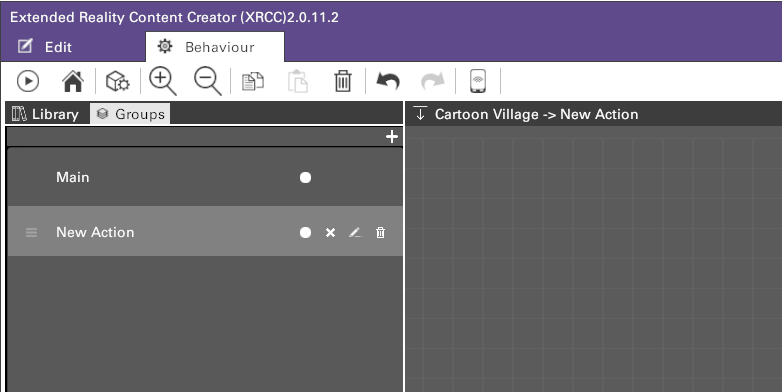 Extended Reality Content Creator (XRCC)2.0.11.2
Edit
Behaviour
Library
Groups
Cartoon Village -> New Action
Main
New Action